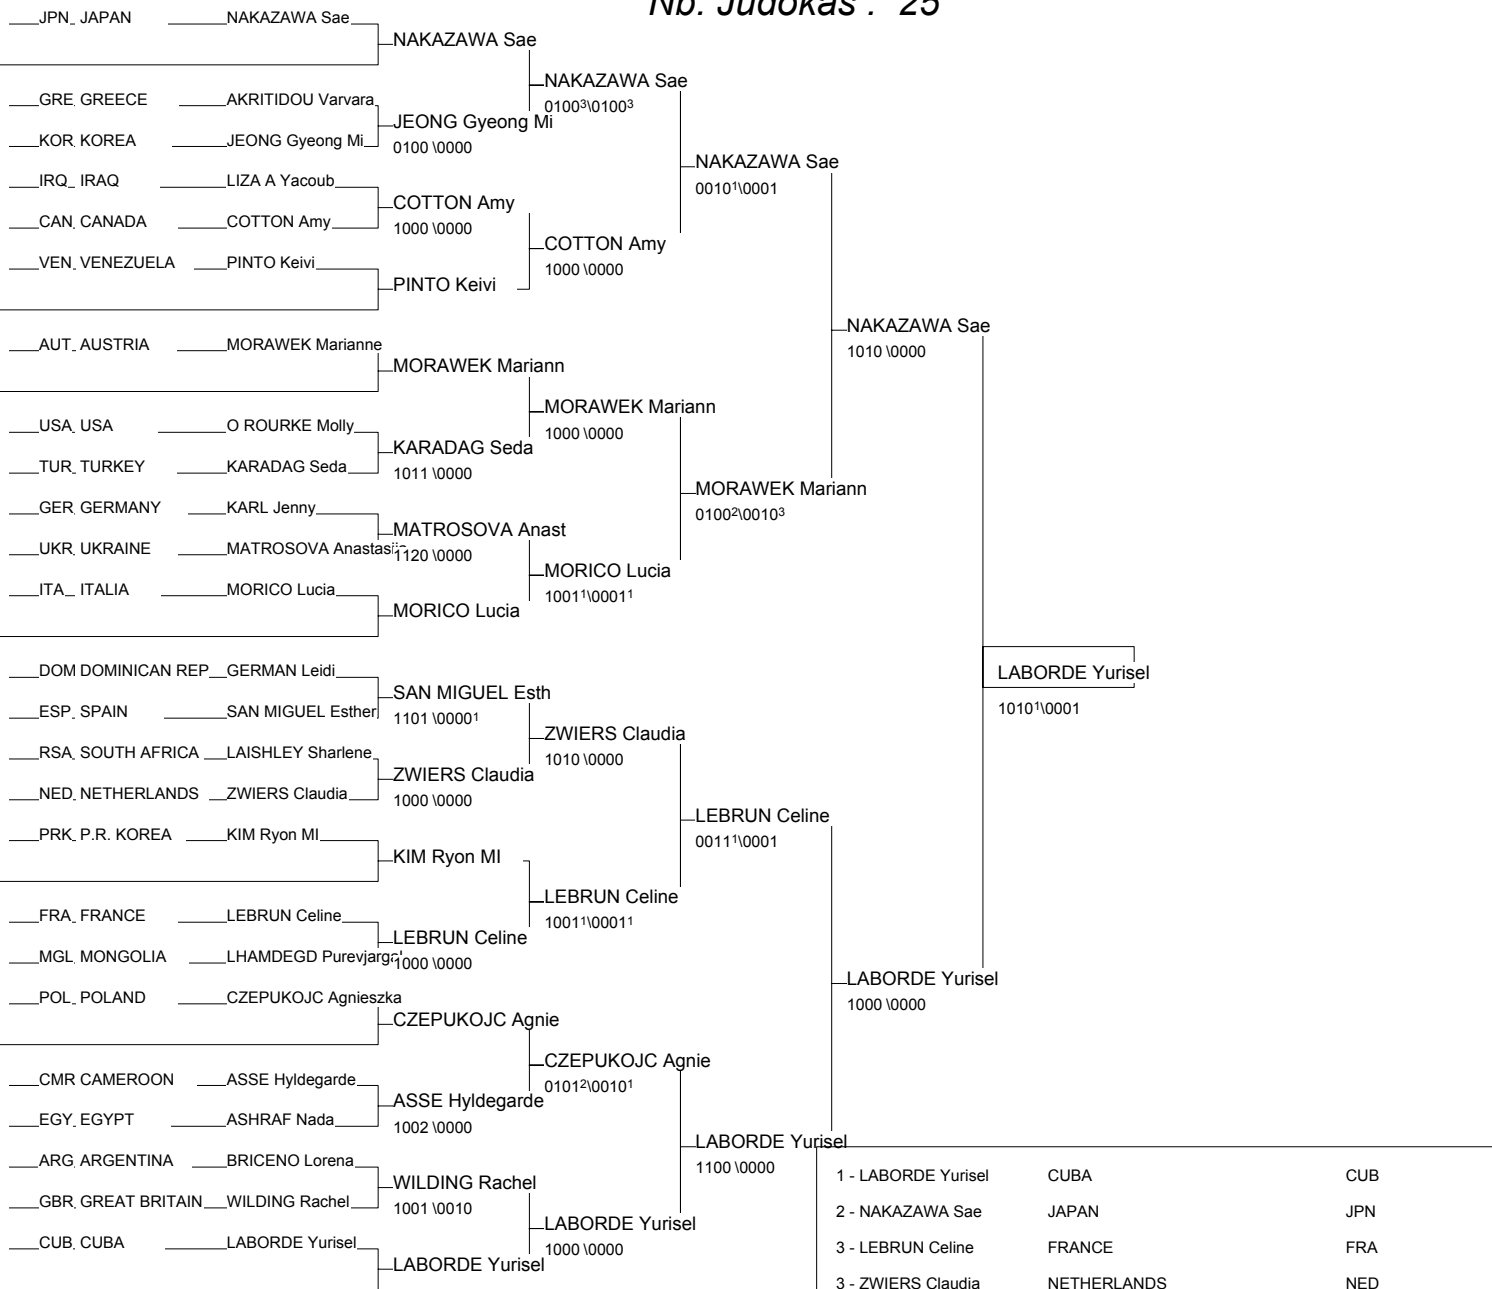 Nb. Judokas : 25
JPN JAPAN NAKAZAWA Sae
NAKAZAWA Sae
NAKAZAWA Sae
GRE GREECE AKRITIDOU Varvara
0100³\0100³
JEONG Gyeong Mi
KOR KOREA JEONG Gyeong Mi
0100 \0000
NAKAZAWA Sae
IRQ IRAQ LIZA A Yacoub
0010¹\0001
COTTON Amy
CAN CANADA COTTON Amy
1000 \0000
COTTON Amy
VEN VENEZUELA PINTO Keivi
1000 \0000
PINTO Keivi
NAKAZAWA Sae
AUT AUSTRIA MORAWEK Marianne
1010 \0000
MORAWEK Mariann
MORAWEK Mariann
USA USA O ROURKE Molly
1000 \0000
KARADAG Seda
TUR TURKEY KARADAG Seda
1011 \0000
MORAWEK Mariann
GER GERMANY KARL Jenny
0100²\0010³
MATROSOVA Anast
UKR UKRAINE MATROSOVA Anastasija
1120 \0000
MORICO Lucia
ITA ITALIA MORICO Lucia
1001¹\0001¹
MORICO Lucia
DOM DOMINICAN REP GERMAN Leidi
LABORDE Yurisel
SAN MIGUEL Esth
ESP SPAIN SAN MIGUEL Esther
1010¹\0001
1101 \0000¹
ZWIERS Claudia
RSA SOUTH AFRICA LAISHLEY Sharlene
1010 \0000
ZWIERS Claudia
NED NETHERLANDS ZWIERS Claudia
1000 \0000
LEBRUN Celine
PRK P.R. KOREA KIM Ryon MI
0011¹\0001
KIM Ryon MI
LEBRUN Celine
FRA FRANCE LEBRUN Celine
1001¹\0001¹
LEBRUN Celine
MGL MONGOLIA LHAMDEGD Purevjargal
1000 \0000
LABORDE Yurisel
POL POLAND CZEPUKOJC Agnieszka
1000 \0000
CZEPUKOJC Agnie
CZEPUKOJC Agnie
CMR CAMEROON ASSE Hyldegarde
0101²\0010¹
ASSE Hyldegarde
EGY EGYPT ASHRAF Nada
1002 \0000
LABORDE Yurisel
ARG ARGENTINA BRICENO Lorena
1100 \0000
WILDING Rachel
GBR GREAT BRITAIN WILDING Rachel
1001 \0010
LABORDE Yurisel
CUB CUBA LABORDE Yurisel
1000 \0000
LABORDE Yurisel
1 - LABORDE Yurisel CUBA CUB
2 - NAKAZAWA Sae JAPAN JPN
3 - LEBRUN Celine FRANCE FRA
3 - ZWIERS Claudia NETHERLANDS NED